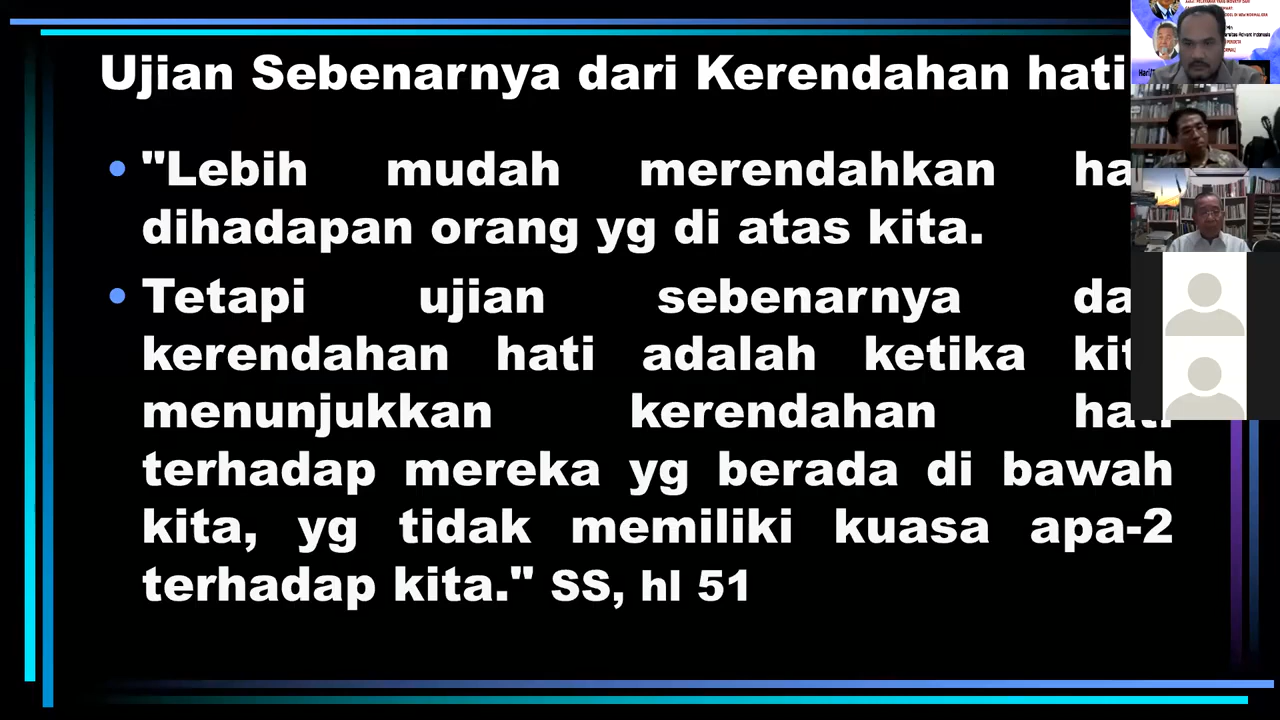 Ujian Sebenarnya dari Kerendahan hati
"Lebih mudah merendahkan
dihadapan orang yg di atas kita.
Tetapi ujian sebenarnya
kerendahan hati adalah ketika
menunjukkan kerendahan hati
terhadap mereka yg berada di bawah
kita, yg tidak memiliki kuasa apa-2
terhadap kita." SS, hl 51